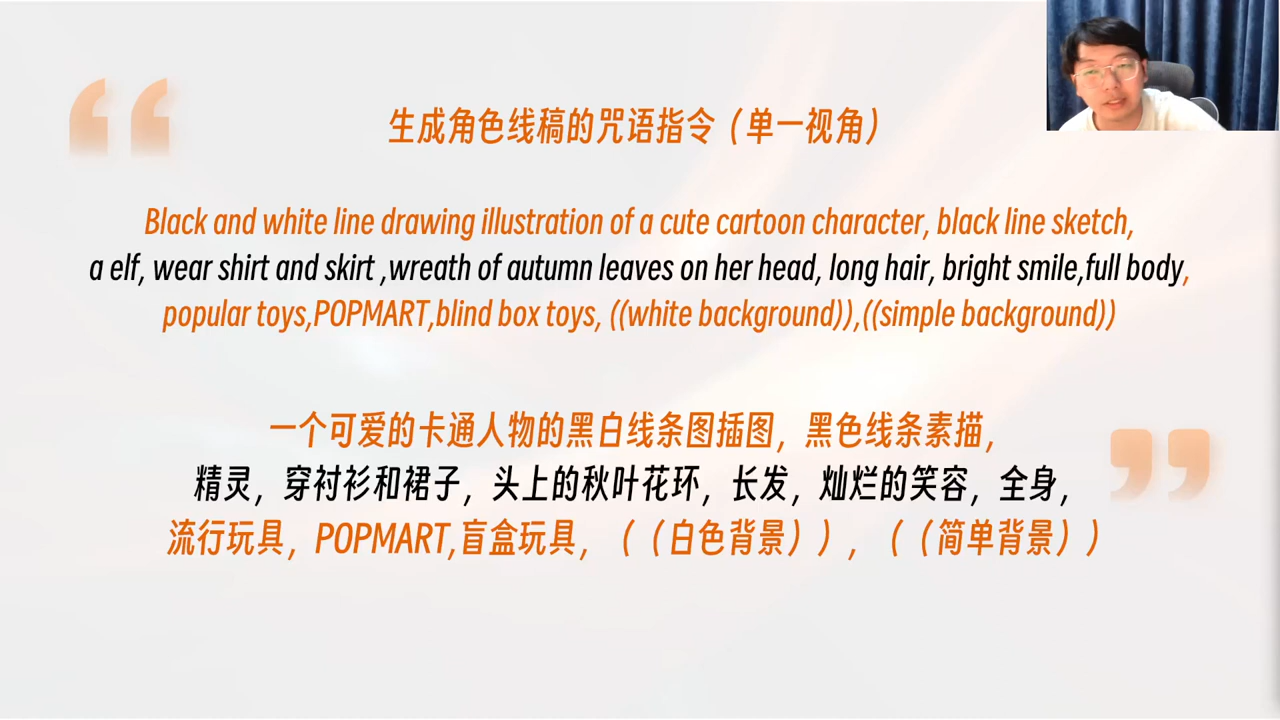 生成角色线稿的咒语指令（单一视角）
Black and white line drawing illustration of a cute cartoon character, black line sketch,
a elf, wear shirt and skirt ,wreath of autumn leaves on her head, long hair, bright smile,full body,
popular toys,POPMART,blind box toys, ((white background)),((simple background))
一个可爱的卡通人物的黑白线条图插图，黑色线条素描，
精灵，穿衬衫和裙子，头上的秋叶花环，长发，灿烂的笑容，全身，
流行玩具，POPMART,盲盒玩具，（（白色背景）），（（简单背景））